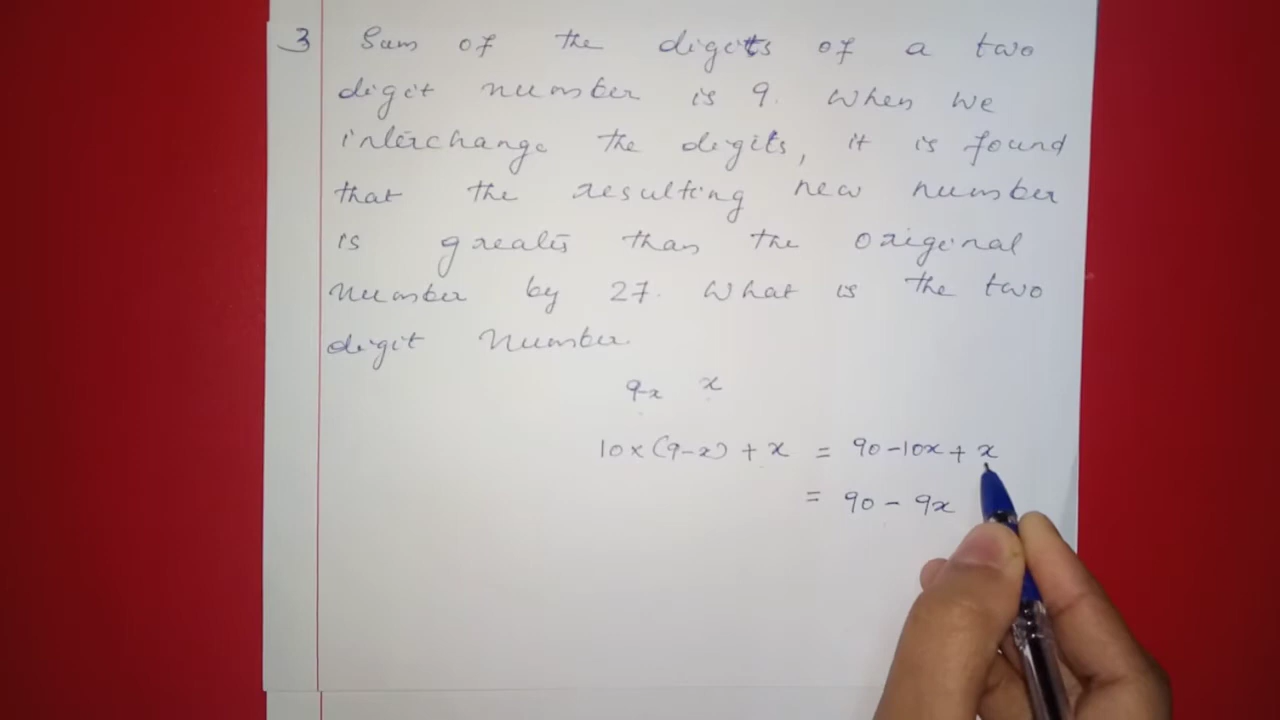 3 Sum of the digits of a two
digit number is 9. When we
interchange the digits, it is found
that the resulting new number
is greater than the original
number by 27. What is the two
digit Number.
9-x x
10x(9-x) + x = 90-10x + x
= 90 - 9x